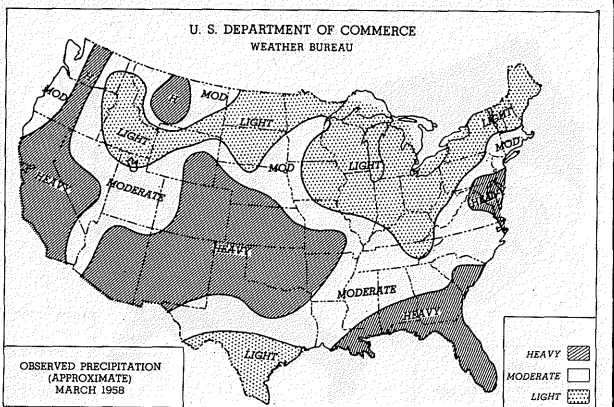 U. S. DEPARTMENT OF COMMERCE
WEATHER BUREAU
H
H
MOD
MOD
LIGHT
LIGHT
LIGHT
MOD
LIGHT
MOD
HEAVY
MODERATE
HEAVY
MODERATE
HEAVY
LIGHT
OBSERVED PRECIPITATION
(APPROXIMATE)
MARCH 1958
HEAVY
MODERATE
LIGHT